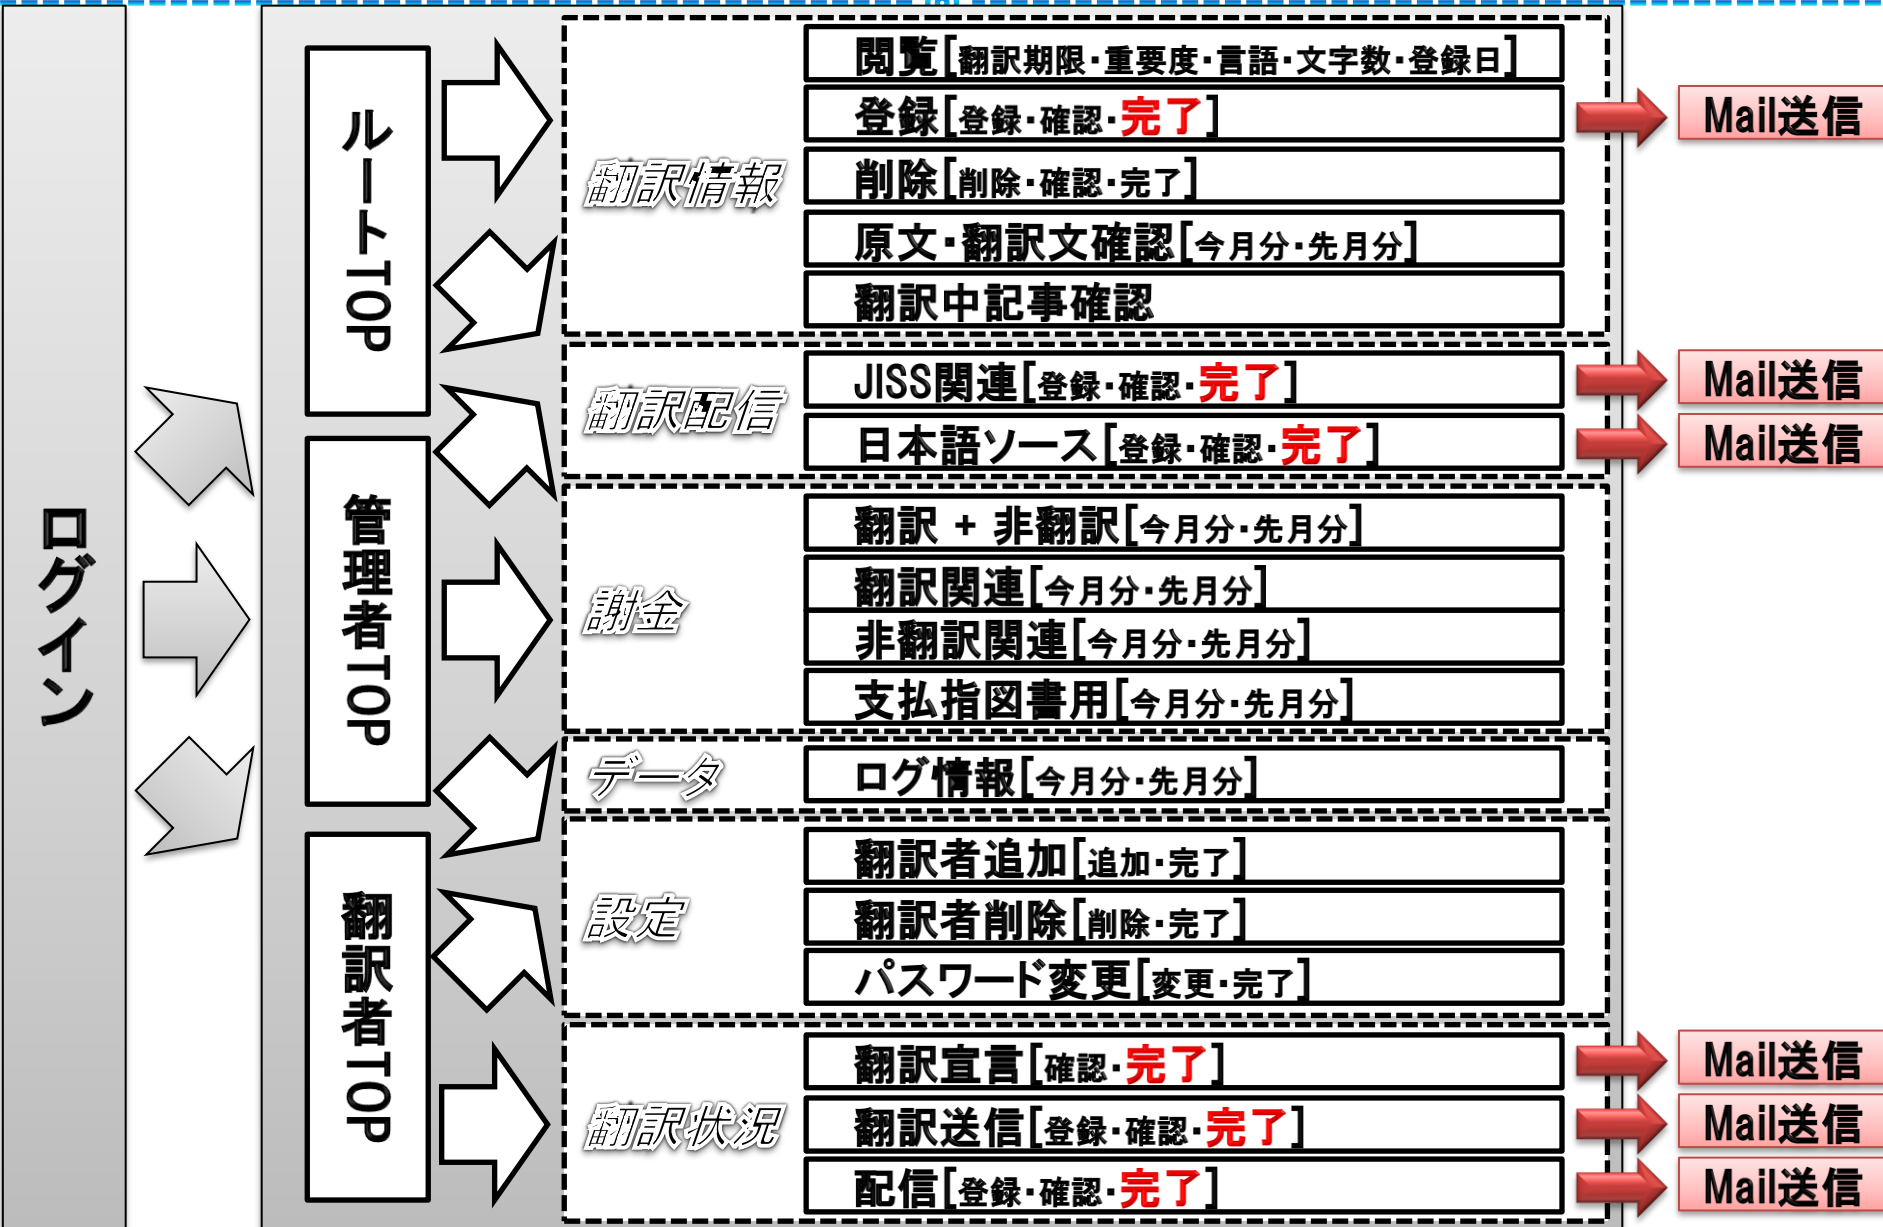 ログイン
ルートTOP
管理者TOP
翻訳者TOP
翻訳情報
閲覧[翻訳期限・重要度・言語・文字数・登録日]
登録[登録・確認・完了]
Mail送信
削除[削除・確認・完了]
原文・翻訳文確認[今月分・先月分]
翻訳中記事確認
翻訳配信
JISS関連[登録・確認・完了]
Mail送信
日本語ソース[登録・確認・完了]
Mail送信
謝金
翻訳 + 非翻訳[今月分・先月分]
翻訳関連[今月分・先月分]
非翻訳関連[今月分・先月分]
支払指図書用[今月分・先月分]
データ
ログ情報[今月分・先月分]
設定
翻訳者追加[追加・完了]
翻訳者削除[削除・完了]
パスワード変更[変更・完了]
翻訳状況
翻訳宣言[確認・完了]
Mail送信
翻訳送信[登録・確認・完了]
Mail送信
配信[登録・確認・完了]
Mail送信